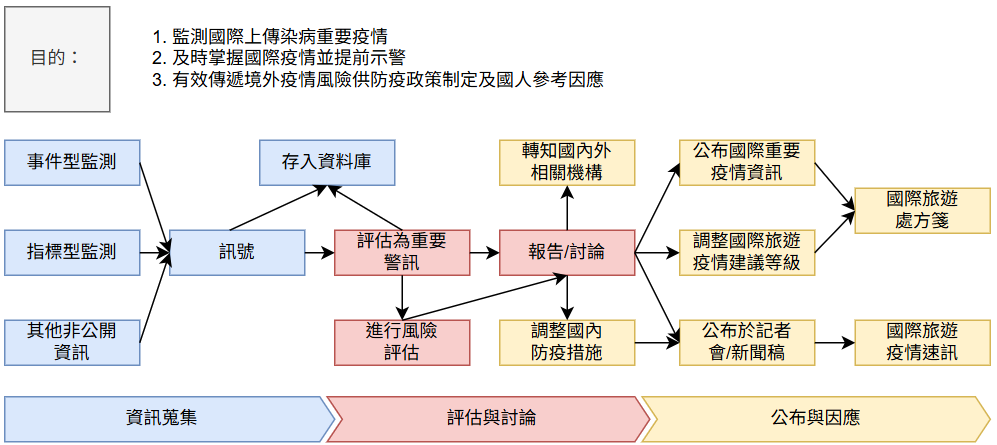 目的：
1. 監測國際上傳染病重要疫情
2. 及時掌握國際疫情並提前示警
3. 有效傳遞境外疫情風險供防疫政策制定及國人參考因應
事件型監測
存入資料庫
轉知國內外
相關機構
公布國際重要
疫情資訊
國際旅遊
處方箋
指標型監測
訊號
評估為重要
警訊
報告/討論
調整國際旅遊
疫情建議等級
其他非公開
資訊
進行風險
評估
調整國內
防疫措施
公布於記者
會/新聞稿
國際旅遊
疫情速訊
資訊蒐集
評估與討論
公布與因應